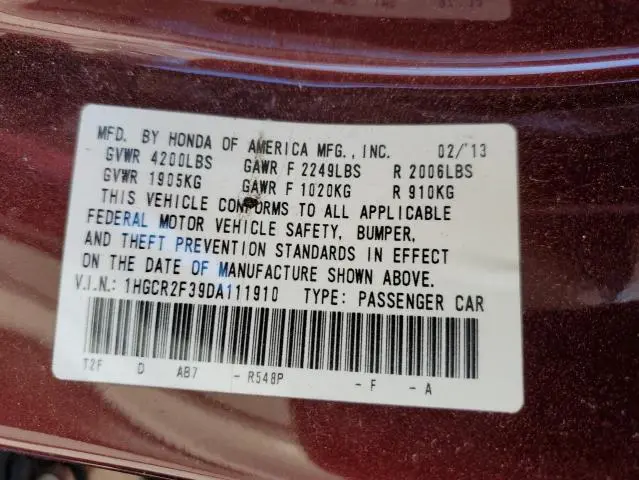 MFD. BY HONDA OF AMERICA MFG., INC. 02/'13
GVWR 4200LBS GAWR F 2249LBS R 2006LBS
GVWR 1905KG GAWR F 1020KG R 910KG
THIS VEHICLE CONFORMS TO ALL APPLICABLE
FEDERAL MOTOR VEHICLE SAFETY, BUMPER,
AND THEFT PREVENTION STANDARDS IN EFFECT
ON THE DATE OF MANUFACTURE SHOWN ABOVE.
V.I.N.: 1HGCR2F39DA111910 TYPE: PASSENGER CAR
T2F D AB7 - R548P - F - A